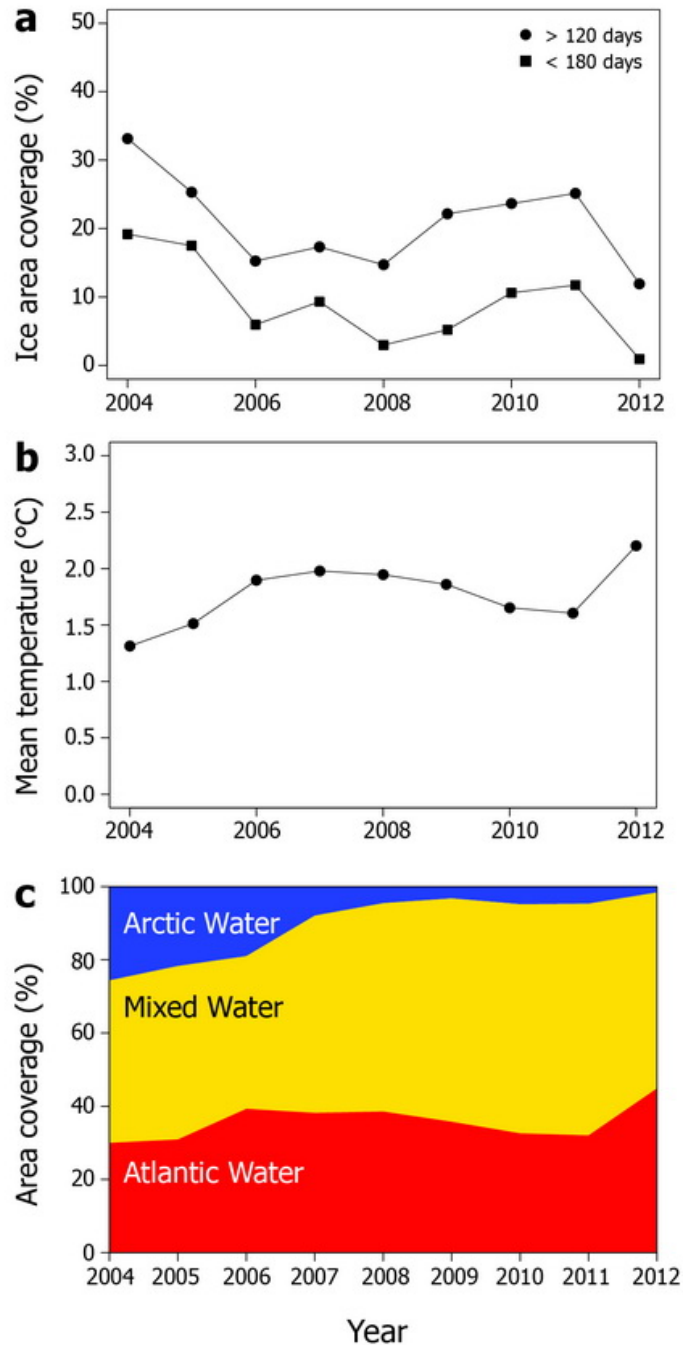 a
Ice area coverage (%)
50
40
30
20
10
0
> 120 days
< 180 days
2004 2006 2008 2010 2012
b
Mean temperature (°C)
3.0
2.5
2.0
1.5
1.0
0.5
0.0
2004 2006 2008 2010 2012
c
Area coverage (%)
100
80
60
40
20
0
Arctic Water
Mixed Water
Atlantic Water
2004 2005 2006 2007 2008 2009 2010 2011 2012
Year